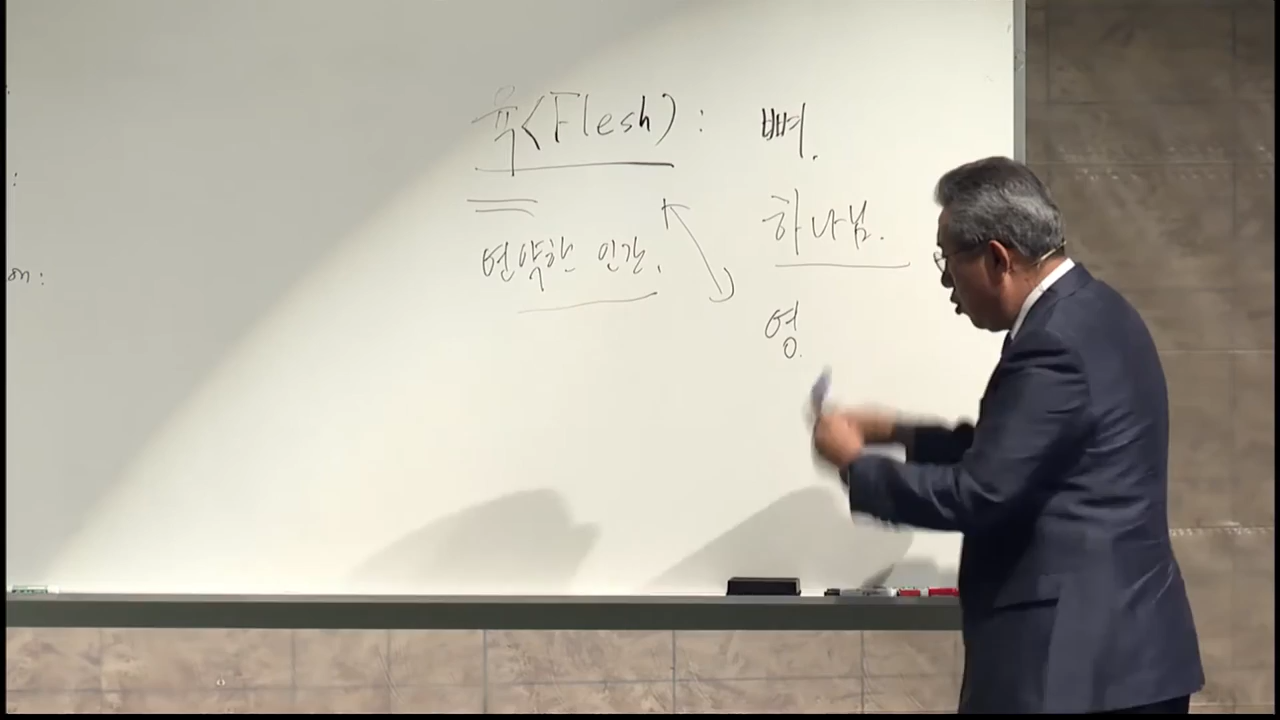 육(Flesh) : 뼈.
하나님.
연약한 인간.
영